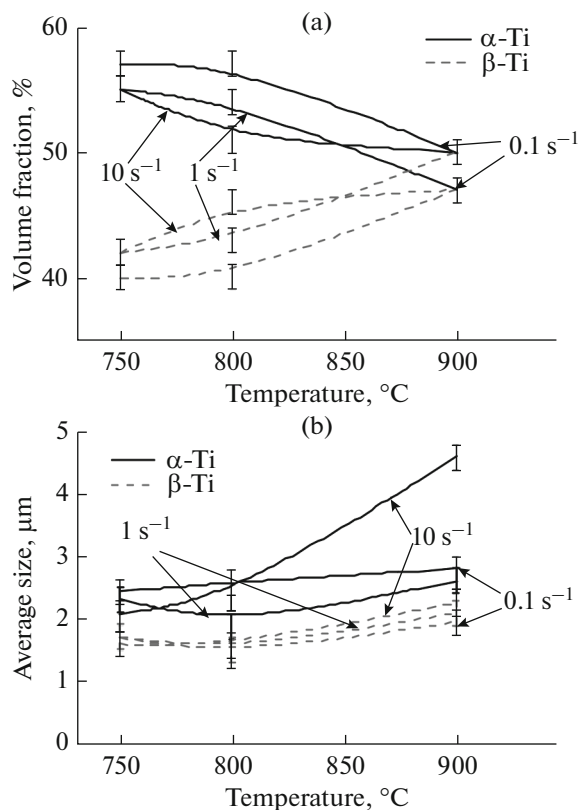 (a)
60
50
40
Volume fraction, %
α-Ti
β-Ti
10 s⁻¹
1 s⁻¹
0.1 s⁻¹
750 800 850 900
Temperature, °C
(b)
5
4
3
2
1
0
Average size, μm
α-Ti
β-Ti
1 s⁻¹
10 s⁻¹
0.1 s⁻¹
750 800 850 900
Temperature, °C